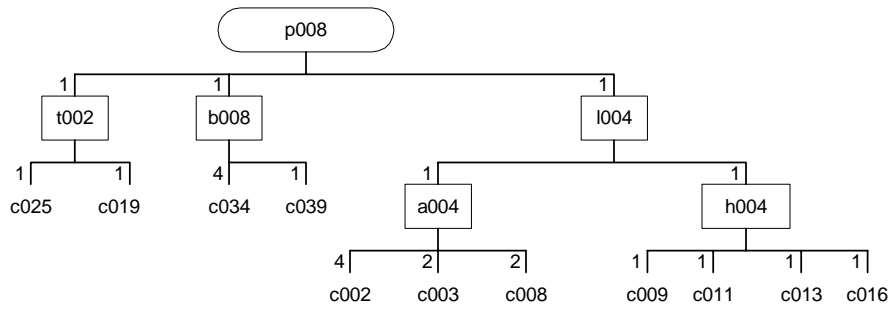 p008
1 1 1
t002 b008 l004
1 1 4 1 1 1
c025 c019 c034 c039 a004 h004
4 2 2 1 1 1 1
c002 c003 c008 c009 c011 c013 c016